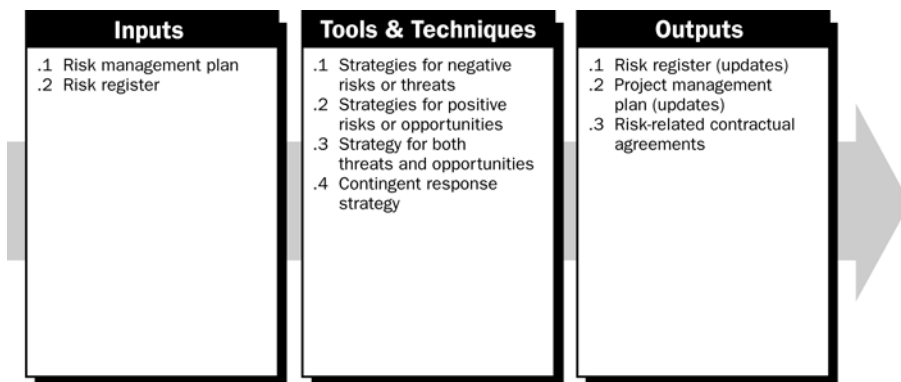 Inputs
.1 Risk management plan
.2 Risk register
Tools & Techniques
.1 Strategies for negative
risks or threats
.2 Strategies for positive
risks or opportunities
.3 Strategy for both
threats and opportunities
.4 Contingent response
strategy
Outputs
.1 Risk register (updates)
.2 Project management
plan (updates)
.3 Risk-related contractual
agreements